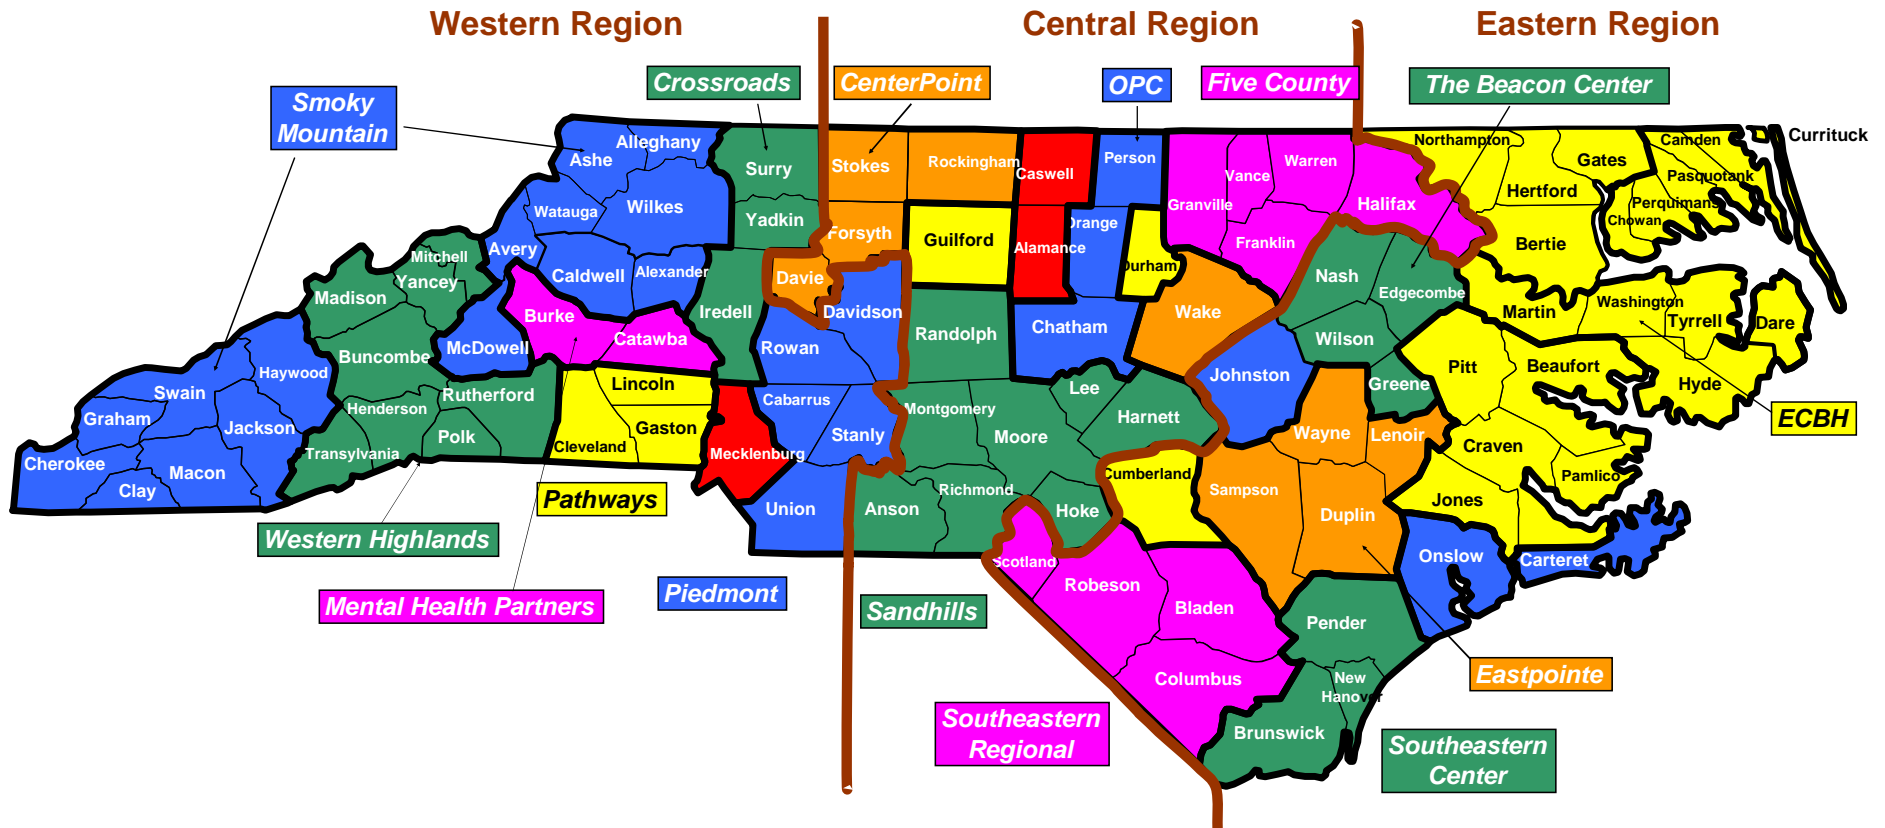 Western Region
Central Region
Eastern Region
Crossroads
CenterPoint
OPC
Five County
The Beacon Center
Smoky
Mountain
Alleghany
Ashe
Surry
Stokes
Rockingham
Caswell
Person
Vance
Warren
Granville
Halifax
Northampton
Gates
Camden
Currituck
Pasquotank
Hertford
Perquimans
Chowan
Watauga
Wilkes
Yadkin
Forsyth
Guilford
Alamance
Orange
Durham
Franklin
Bertie
Avery
Mitchell
Yancey
Caldwell
Alexander
Madison
Davie
Iredell
Davidson
Nash
Edgecombe
Martin
Washington
Tyrrell
Dare
Burke
Catawba
McDowell
Buncombe
Rowan
Randolph
Chatham
Wake
Wilson
Johnston
Greene
Pitt
Beaufort
Hyde
Haywood
Swain
Graham
Jackson
Henderson
Rutherford
Polk
Lincoln
Gaston
Cleveland
Cabarrus
Stanly
Montgomery
Moore
Lee
Harnett
Wayne
Lenoir
Craven
Pamlico
ECBH
Cherokee
Macon
Clay
Transylvania
Mecklenburg
Union
Anson
Richmond
Hoke
Cumberland
Sampson
Duplin
Jones
Onslow
Carteret
Pathways
Western Highlands
Mental Health Partners
Piedmont
Sandhills
Scotland
Robeson
Bladen
Columbus
Pender
New
Hanover
Brunswick
Eastpointe
Southeastern
Regional
Southeastern
Center